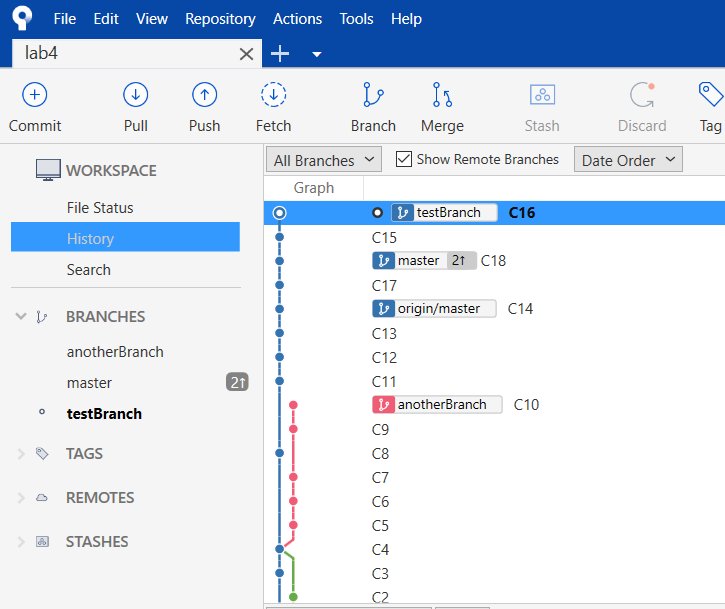 File Edit View Repository Actions Tools Help
lab4
Commit Pull Push Fetch Branch Merge Stash Discard Tag
WORKSPACE
File Status
History
Search
BRANCHES
anotherBranch
master 2↑
testBranch
TAGS
REMOTES
STASHES
All Branches Show Remote Branches Date Order
Graph
testBranch C16
C15
master 2↑ C18
C17
origin/master C14
C13
C12
C11
anotherBranch C10
C9
C8
C7
C6
C5
C4
C3
C2